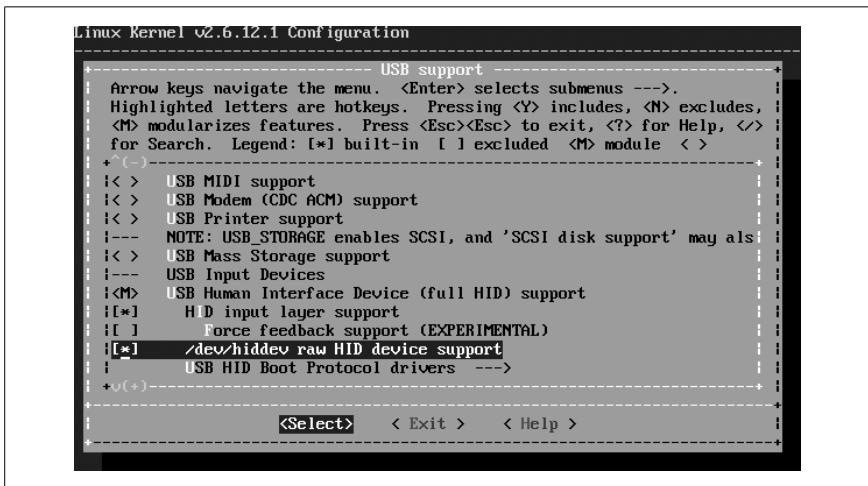 Linux Kernel v2.6.12.1 Configuration
USB support
Arrow keys navigate the menu.  <Enter> selects submenus --->.
Highlighted letters are hotkeys.  Pressing <Y> includes, <N> excludes,
<M> modularizes features.  Press <Esc><Esc> to exit, <?> for Help, </>
for Search.  Legend: [*] built-in  [ ] excluded  <M> module  < >
^(-)
< >   USB MIDI support
< >   USB Modem (CDC ACM) support
< >   USB Printer support
---   NOTE: USB_STORAGE enables SCSI, and 'SCSI disk support' may als
< >   USB Mass Storage support
---   USB Input Devices
<M>   USB Human Interface Device (full HID) support
[*]     HID input layer support
[ ]       Force feedback support (EXPERIMENTAL)
[*]     /dev/hiddev raw HID device support
USB HID Boot Protocol drivers  --->
v(+)
<Select>    < Exit >    < Help >